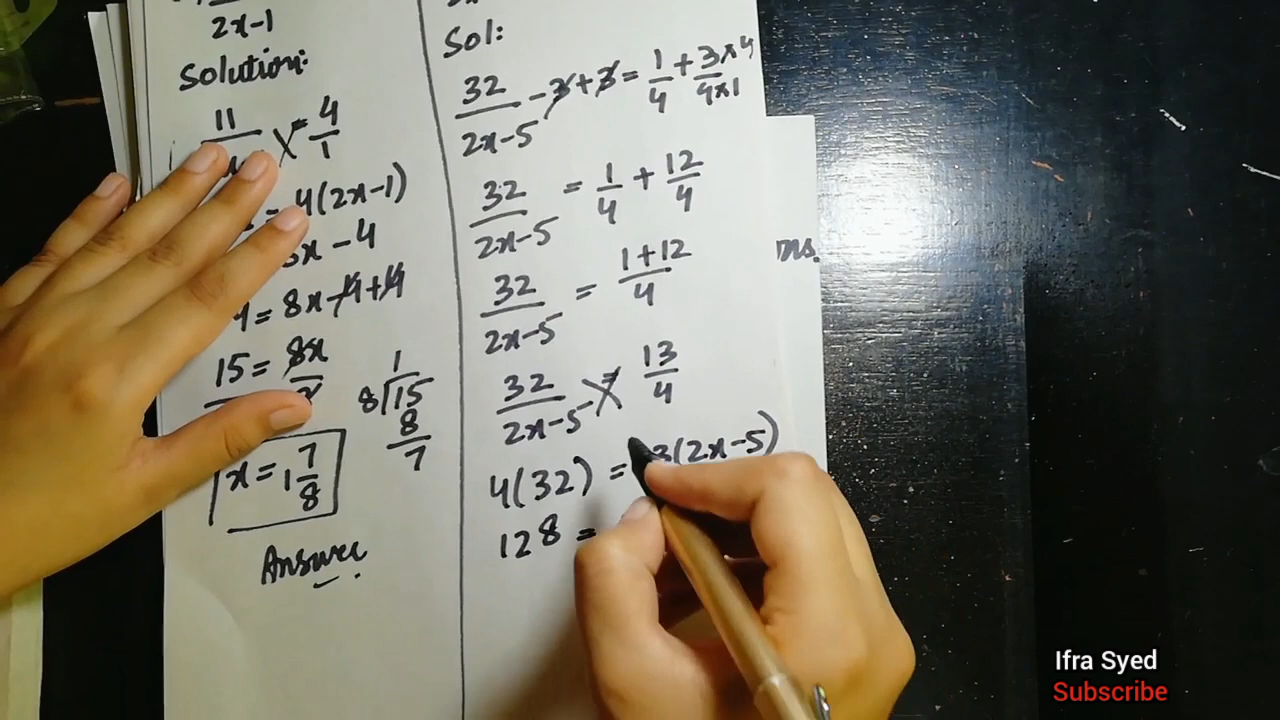 2x-1
Solution:
11 / = 4/1
= 4(2x-1)
8x - 4
= 8x-4+4
15 = 8x
1
8)15
8
7
x = 1 7/8
Answer
Sol:
32/2x-5 -3+3 = 1/4 + 3x4/4x1
32/2x-5 = 1/4 + 12/4
32/2x-5 = 1+12/4
32/2x-5 = 13/4
4(32) = 3(2x-5)
128 =
Ifra Syed
Subscribe